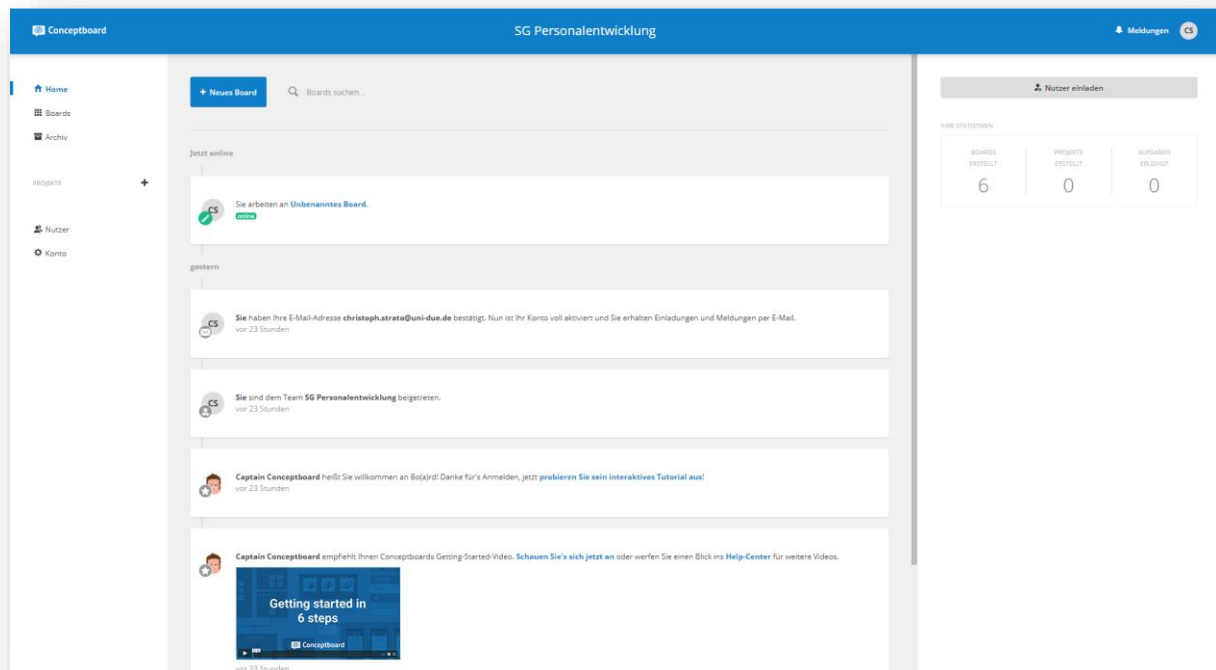 Conceptboard
SG Personalentwicklung
Meldungen
CS
Home
Boards
Archiv
PROJEKTE
+
Nutzer
Konto
+ Neues Board
Boards suchen...
Jetzt online
CS
Sie arbeiten an Unbenanntes Board.
online
gestern
CS
Sie haben Ihre E-Mail-Adresse christoph.strato@uni-due.de bestätigt. Nun ist Ihr Konto voll aktiviert und Sie erhalten Einladungen und Meldungen per E-Mail.
vor 23 Stunden
CS
Sie sind dem Team SG Personalentwicklung beigetreten.
vor 23 Stunden
Captain Conceptboard heißt Sie willkommen an Bo(a)rd! Danke für's Anmelden, jetzt probieren Sie sein interaktives Tutorial aus!
vor 23 Stunden
Captain Conceptboard empfiehlt Ihnen Conceptboards Getting-Started-Video. Schauen Sie's sich jetzt an oder werfen Sie einen Blick ins Help-Center für weitere Videos.
Getting started in
6 steps
Conceptboard
vor 23 Stunden
Nutzer einladen
IHRE STATISTIKEN
BOARDS
ERSTELLT
6
PROJEKTE
ERSTELLT
0
AUFGABEN
ERLEDIGT
0